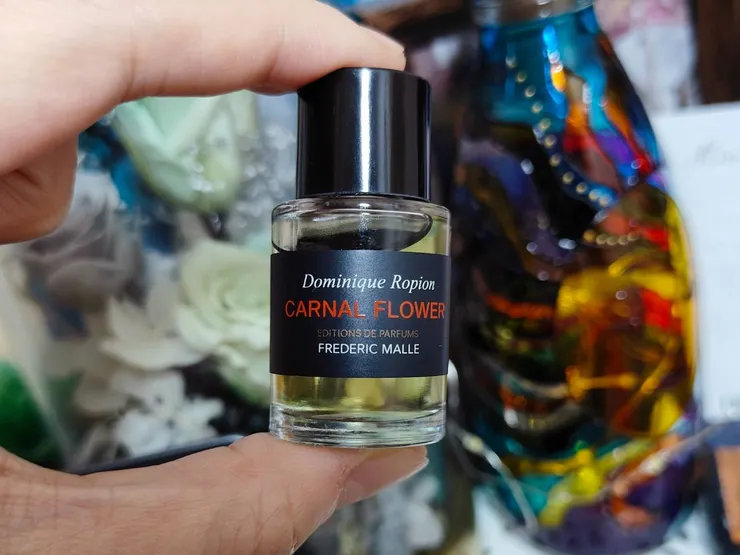 Dominique Ropion
CARNAL FLOWER
EDITIONS DE PARFUMS
FREDERIC MALLE